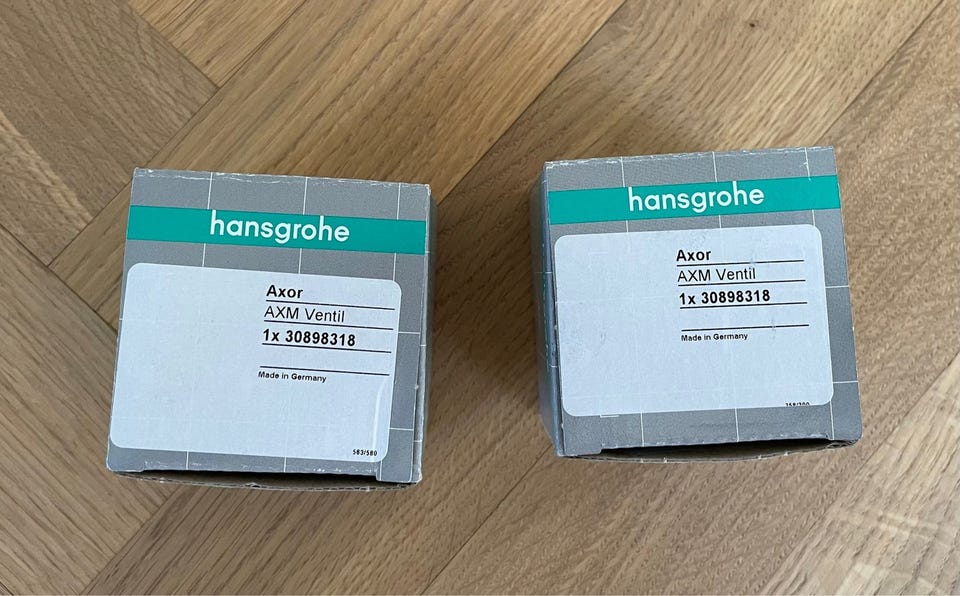 hansgrohe
Axor
AXM Ventil
1x 30898318
Made in Germany
563/580
hansgrohe
Axor
AXM Ventil
1x 30898318
Made in Germany